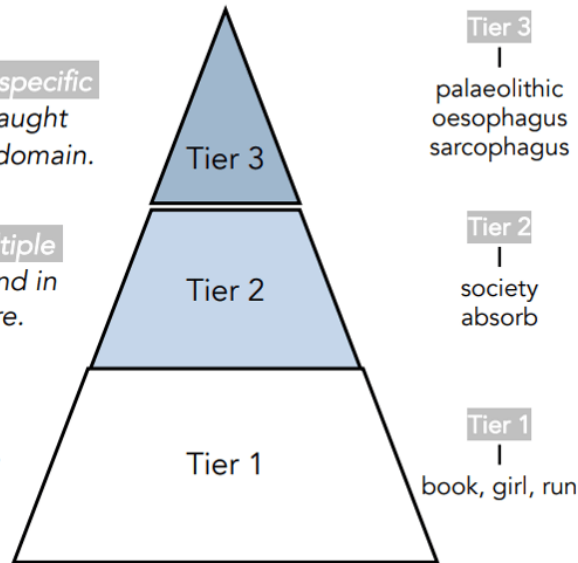 specific
aught
domain.
tiple
nd in
re.
Tier 3
Tier 2
Tier 1
Tier 3
palaeolithic
oesophagus
sarcophagus
Tier 2
society
absorb
Tier 1
book, girl, run